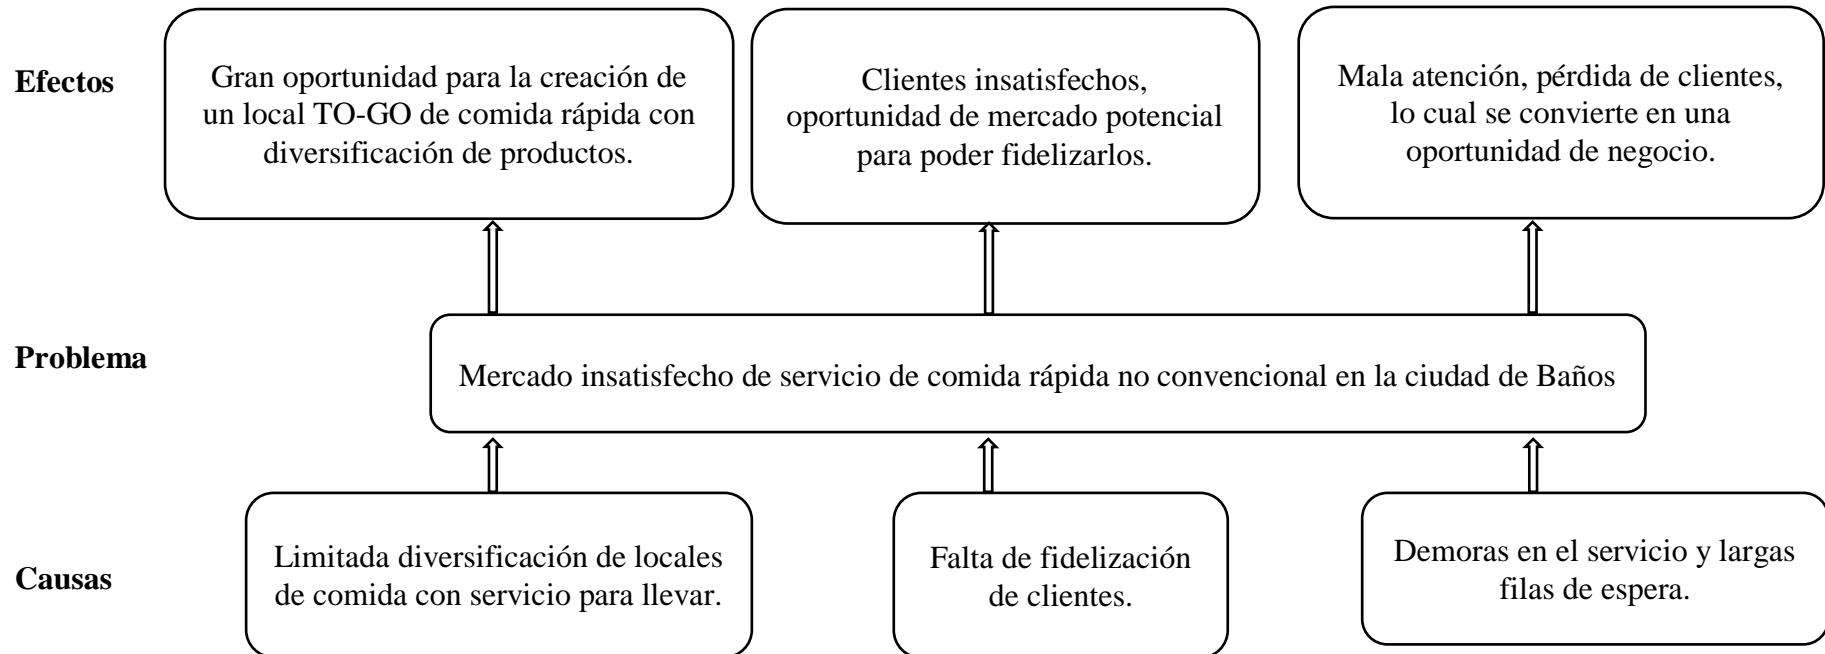 Efectos
Gran oportunidad para la creación de
un local TO-GO de comida rápida con
diversificación de productos.
Clientes insatisfechos,
oportunidad de mercado potencial
para poder fidelizarlos.
Mala atención, pérdida de clientes,
lo cual se convierte en una
oportunidad de negocio.
Problema
Mercado insatisfecho de servicio de comida rápida no convencional en la ciudad de Baños
Causas
Limitada diversificación de locales
de comida con servicio para llevar.
Falta de fidelización
de clientes.
Demoras en el servicio y largas
filas de espera.